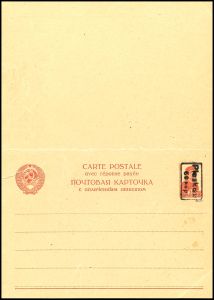 CARTE POSTALE
avec réponse payée
ПОЧТОВАЯ КАРТОЧКА
с оплаченным ответом